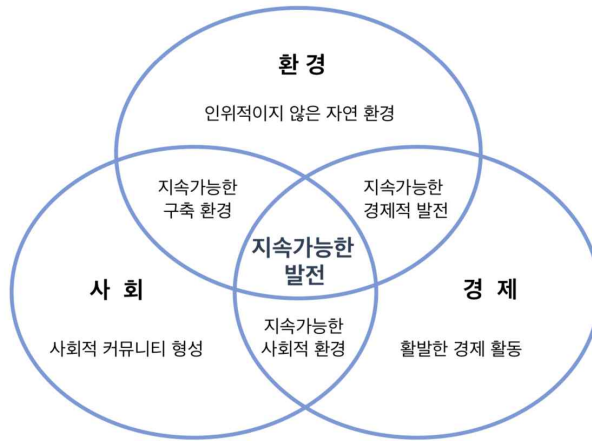 환 경
인위적이지 않은 자연 환경
지속가능한
구축 환경
지속가능한
경제적 발전
지속가능한
발전
사 회
사회적 커뮤니티 형성
지속가능한
사회적 환경
경 제
활발한 경제 활동